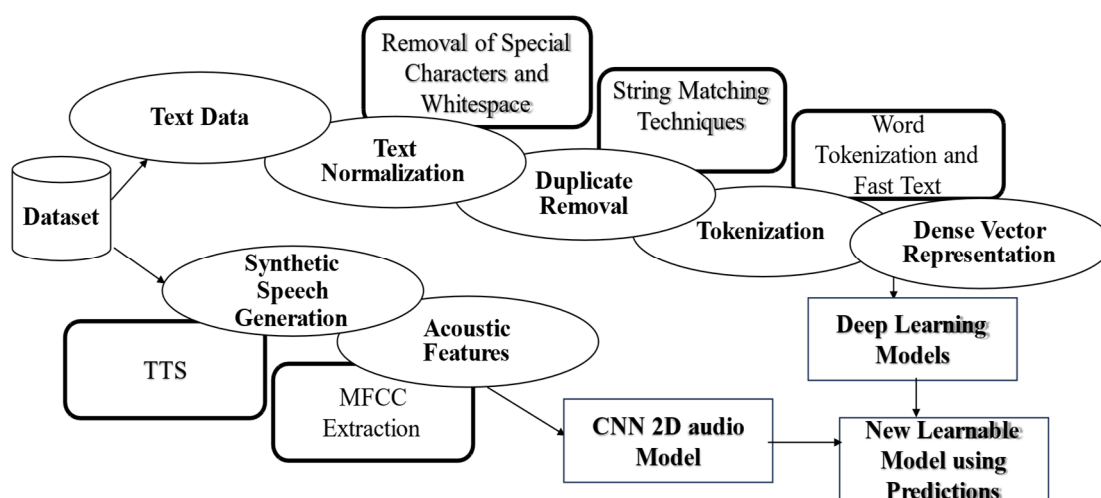 Removal of Special
Characters and
Whitespace
String Matching
Techniques
Word
Tokenization and
Fast Text
Text Data
Text
Normalization
Duplicate
Removal
Tokenization
Dense Vector
Representation
Dataset
Synthetic
Speech
Generation
Acoustic
Features
TTS
MFCC
Extraction
CNN 2D audio
Model
Deep Learning
Models
New Learnable
Model using
Predictions